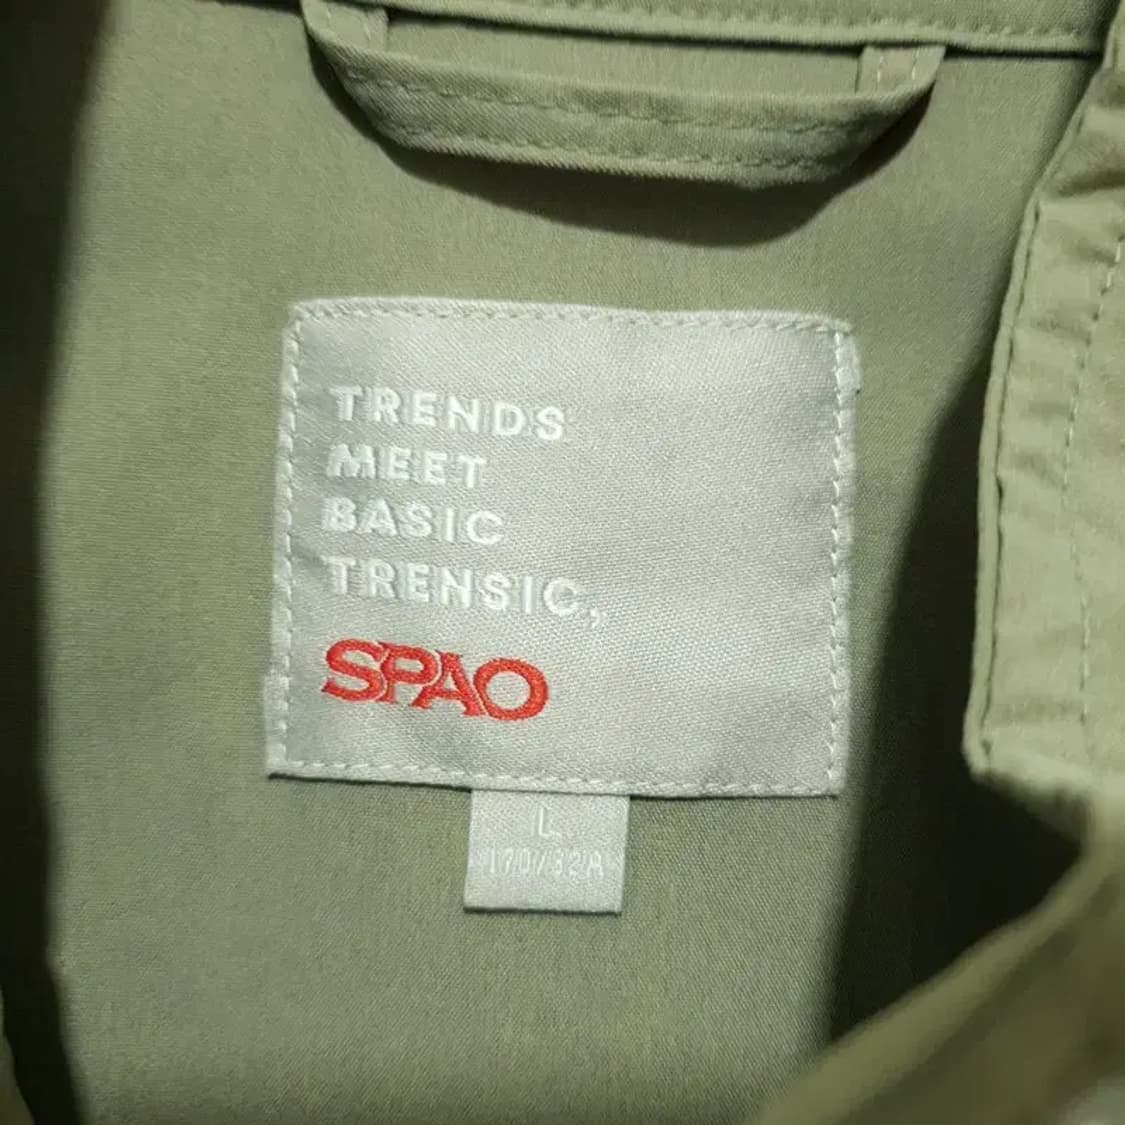 TRENDS
MEET
BASIC
TRENSIC,
SPAO
L
170/92A